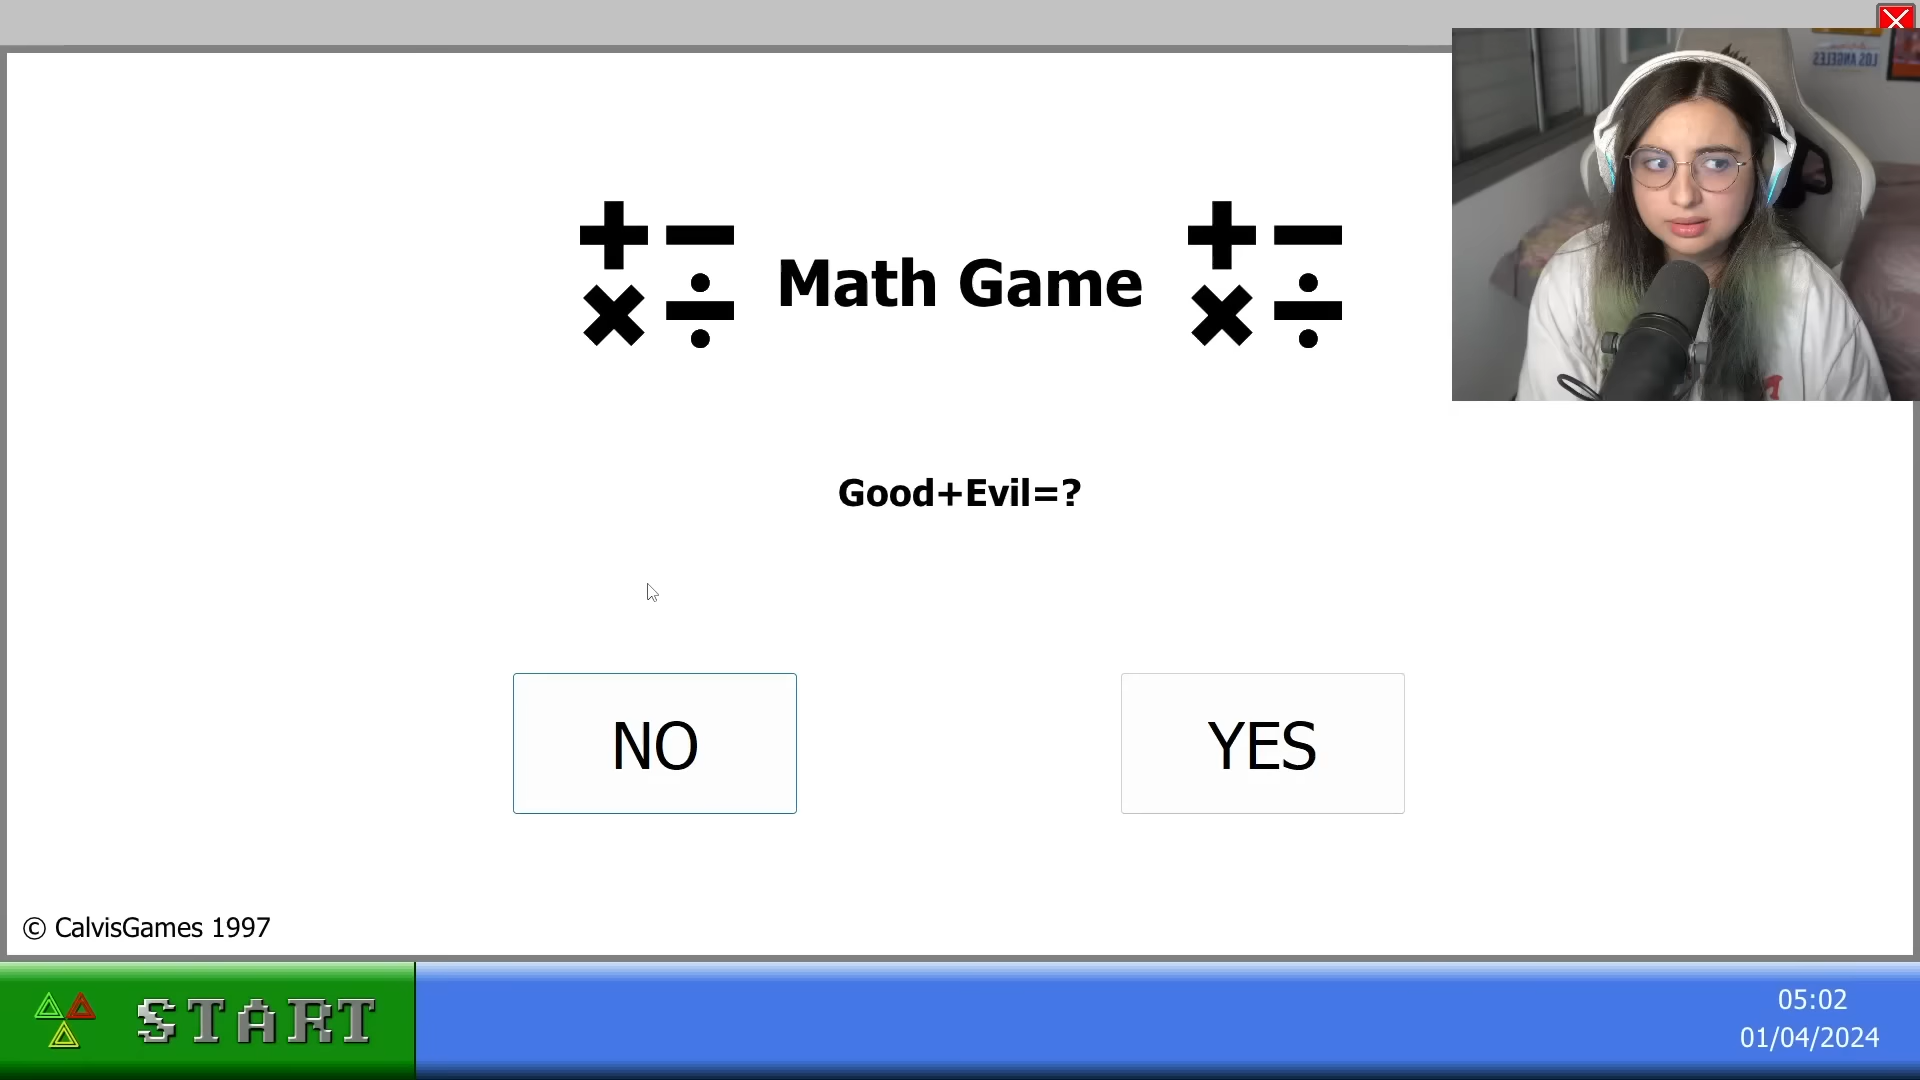 Math Game
Good+Evil=?
NO
YES
© CalvisGames 1997
START
05:02
01/04/2024